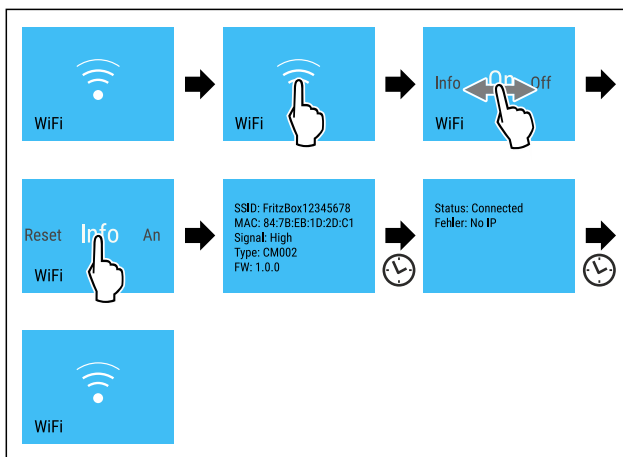 WiFi
WiFi
Info On Off
WiFi
Reset Info An
WiFi
SSID: FritzBox12345678
MAC: 84:7B:EB:1D:2D:C1
Signal: High
Type: CM002
FW: 1.0.0
Status: Connected
Fehler: No IP
WiFi